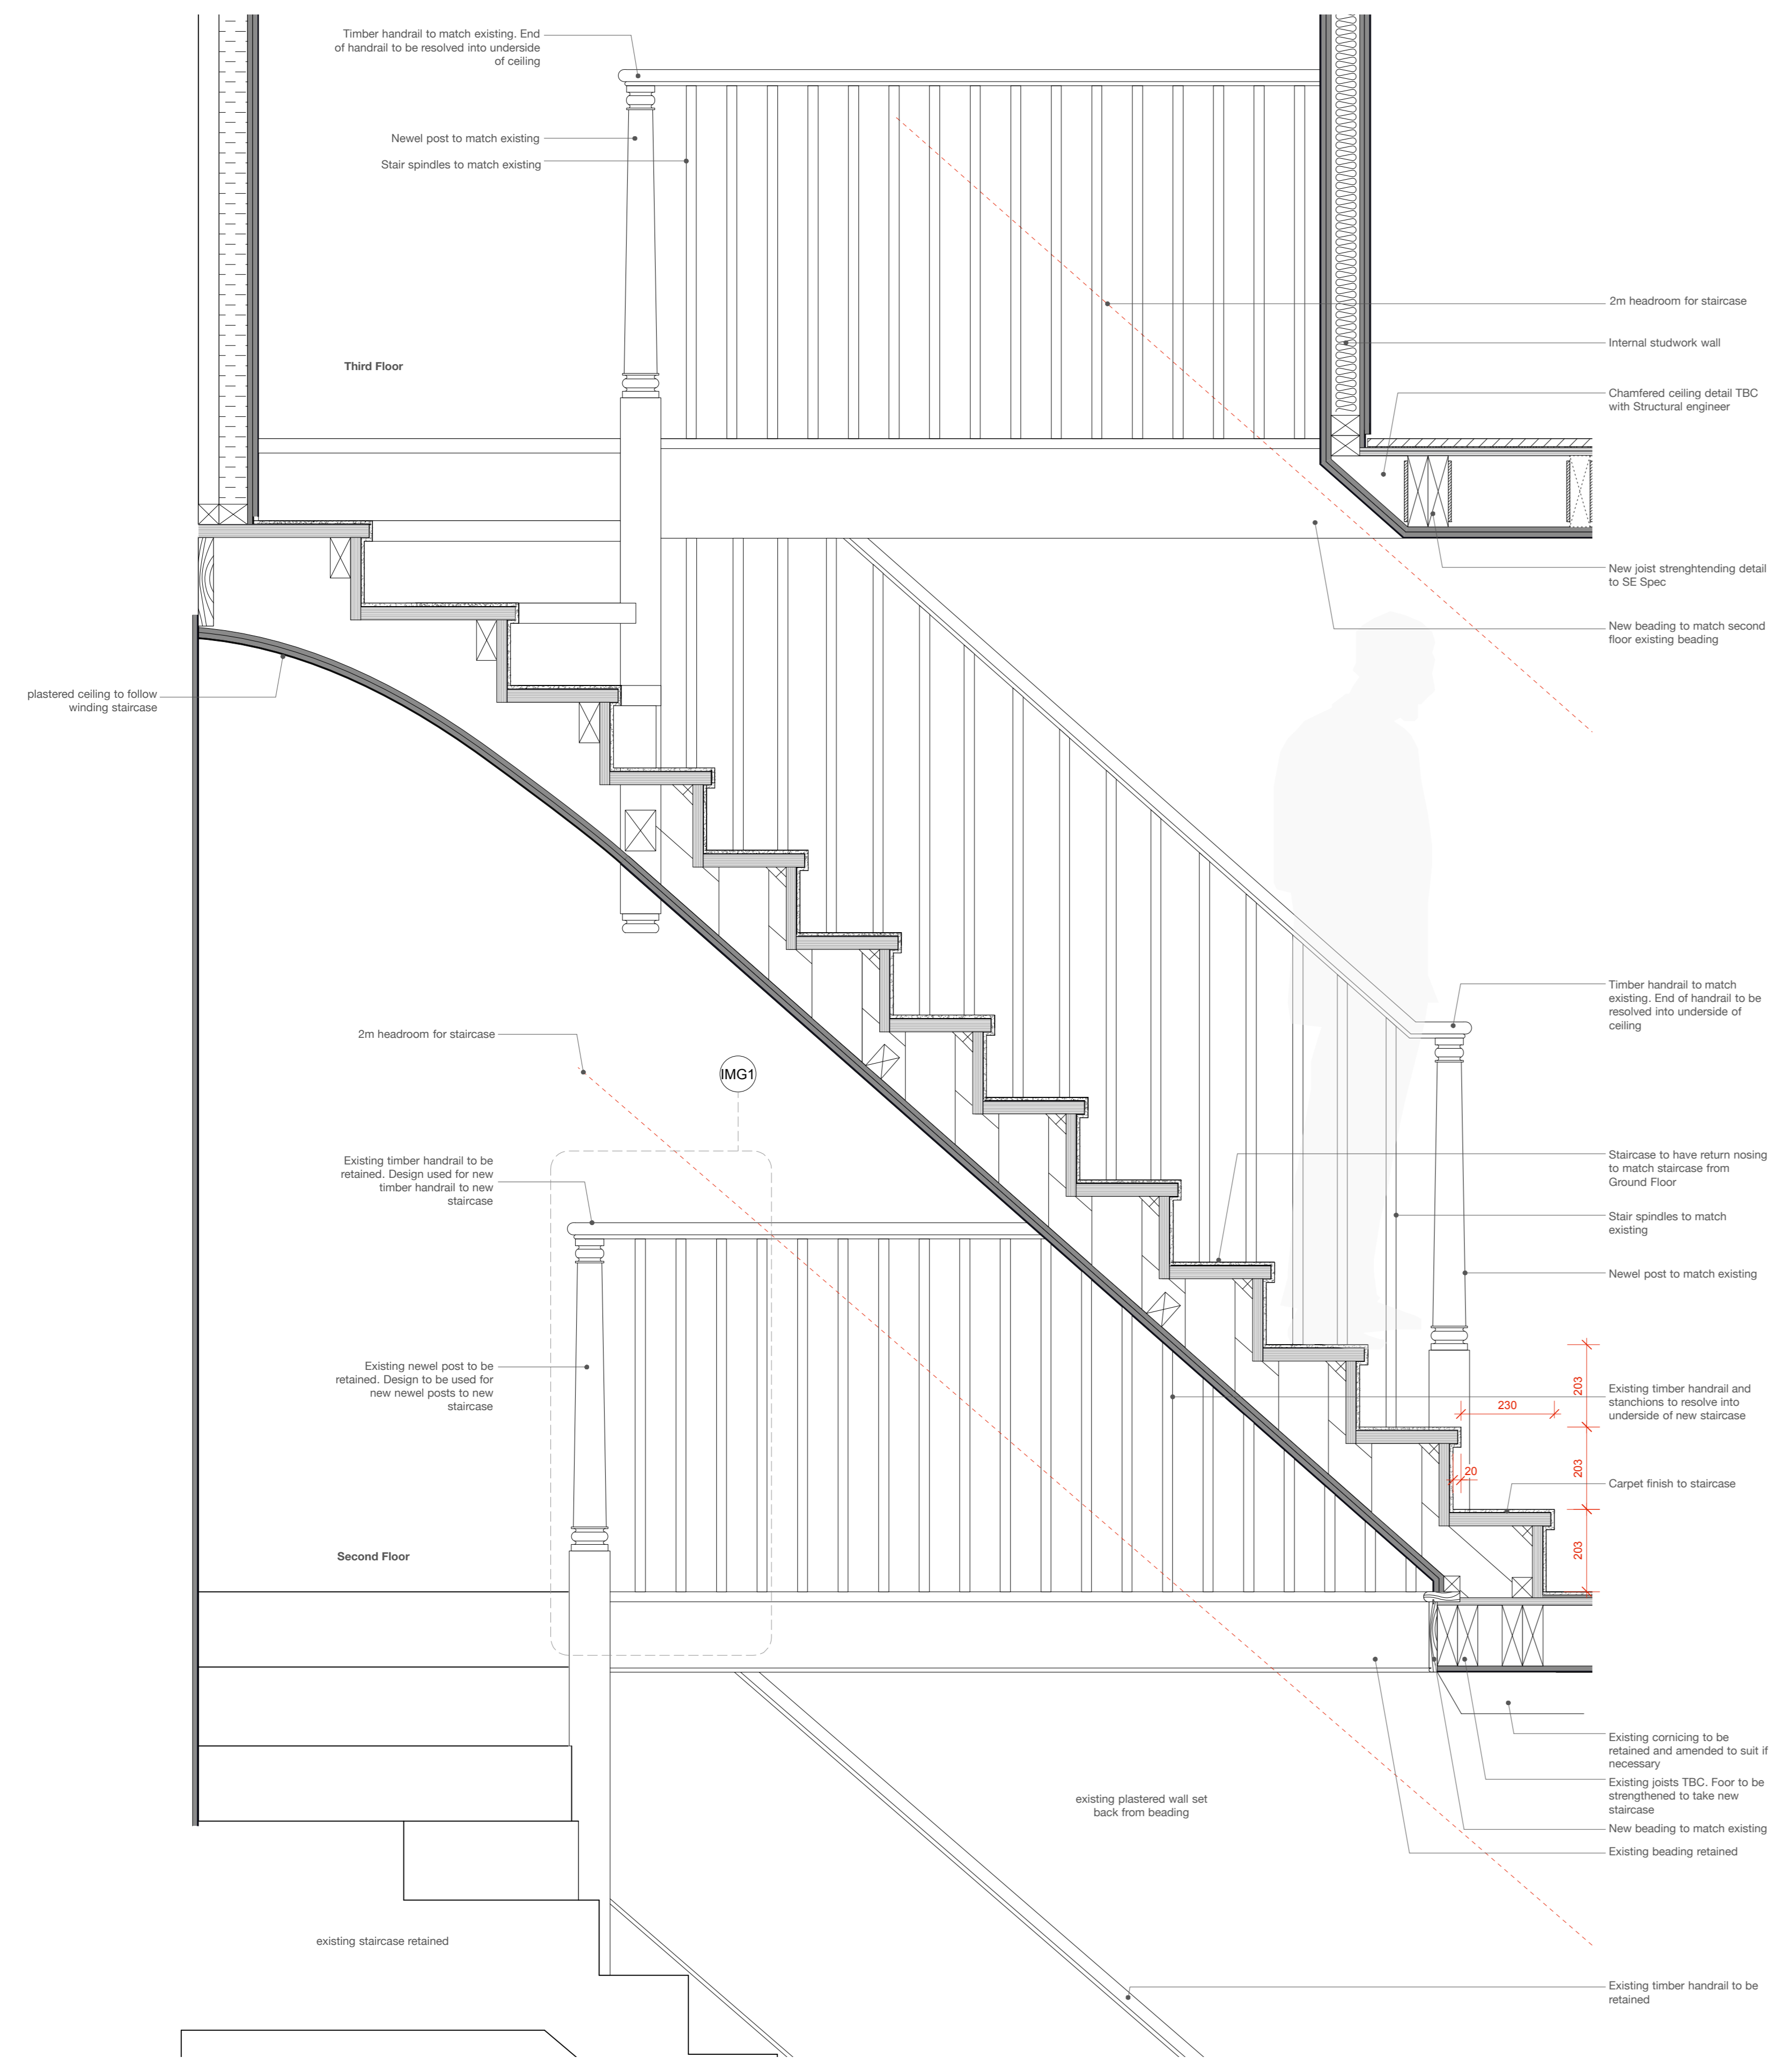 Timber handrail to match existing. End
of handrail to be resolved into underside
of ceiling
Newel post to match existing
Stair spindles to match existing
Third Floor
2m headroom for staircase
Internal studwork wall
Chamfered ceiling detail TBC
with Structural engineer
New joist strenghtending detail
to SE Spec
New beading to match second
floor existing beading
plastered ceiling to follow
winding staircase
Timber handrail to match
existing. End of handrail to be
resolved into underside of
ceiling
2m headroom for staircase
IMG1
Existing timber handrail to be
retained. Design used for new
timber handrail to new
staircase
Staircase to have return nosing
to match staircase from
Ground Floor
Stair spindles to match
existing
Newel post to match existing
Existing newel post to be
retained. Design to be used for
new newel posts to new
staircase
203
230
Existing timber handrail and
stanchions to resolve into
underside of new staircase
203
20
Carpet finish to staircase
203
Second Floor
Existing cornicing to be
retained and amended to suit if
necessary
Existing joists TBC. Foor to be
strengthened to take new
staircase
New beading to match existing
Existing beading retained
existing plastered wall set
back from beading
existing staircase retained
Existing timber handrail to be
retained